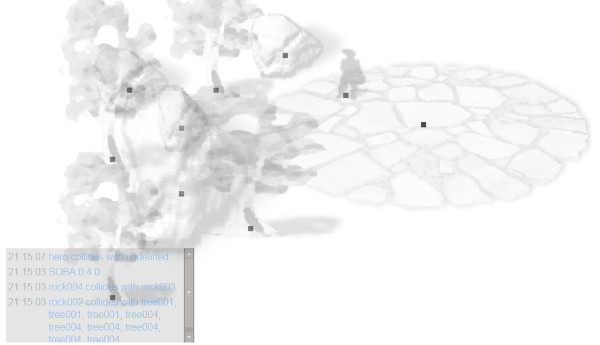 21 15:07 hero collides with undefined
21 15:03 SOBA 0.4.0
21 15:03 rock004 collides with rock003
21 15:03 rock002 collides with tree001,
tree001, tree001, tree004,
tree004, tree004, tree004,
tree004, tree004